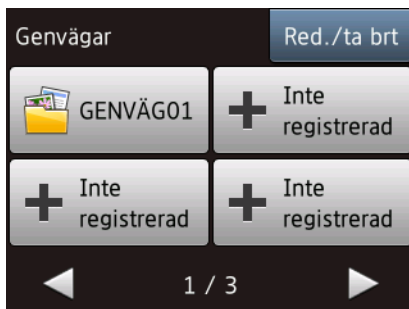 Genvägar
Red./ta brt
GENVÄG01
Inte
registrerad
Inte
registrerad
Inte
registrerad
1 / 3